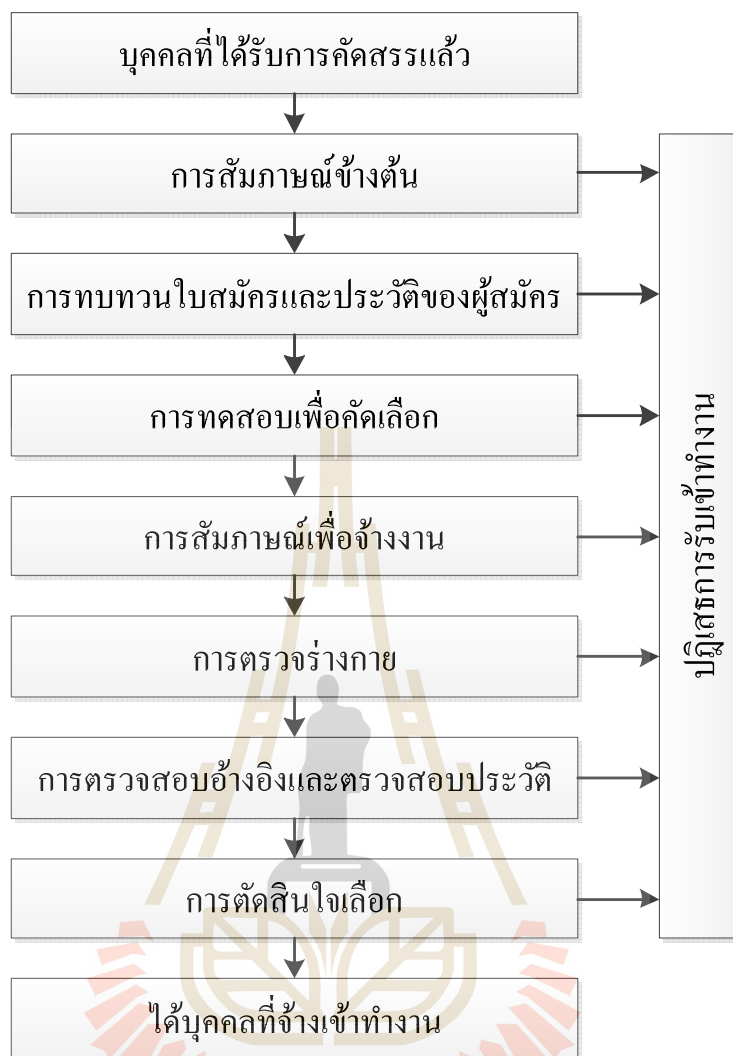 บุคคลที่ได้รับการคัดสรรแล้ว
การสัมภาษณ์ข้างต้น
การทบทวนใบสมัครและประวัติของผู้สมัคร
การทดสอบเพื่อคัดเลือก
การสัมภาษณ์เพื่อจ้างงาน
การตรวจร่างกาย
การตรวจสอบอ้างอิงและตรวจสอบประวัติ
การตัดสินใจเลือก
ได้บุคคลที่จ้างเข้าทำงาน
ปฏิเสธการรับเข้าทำงาน